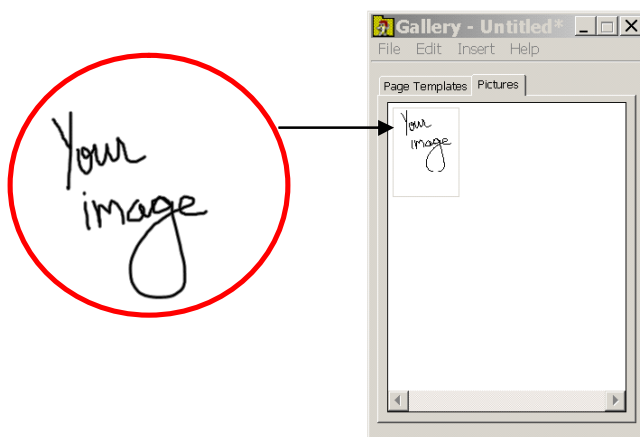 Your
image
Gallery - Untitled*
File Edit Insert Help
Page Templates Pictures
Your
image